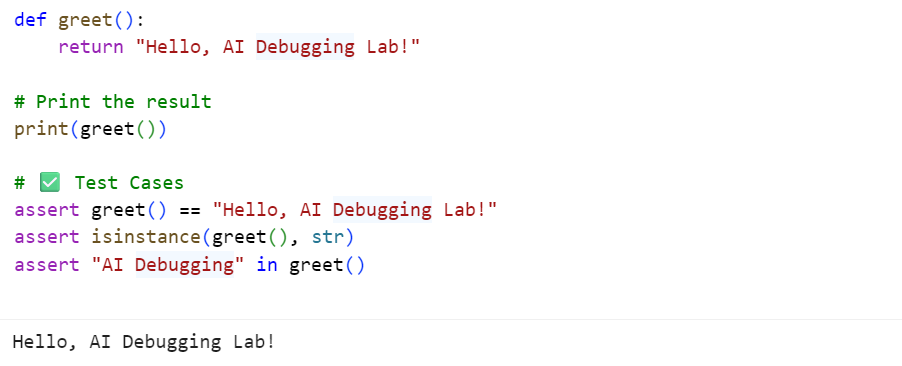 def greet():
    return "Hello, AI Debugging Lab!"
# Print the result
print(greet())
# ✅ Test Cases
assert greet() == "Hello, AI Debugging Lab!"
assert isinstance(greet(), str)
assert "AI Debugging" in greet()
Hello, AI Debugging Lab!